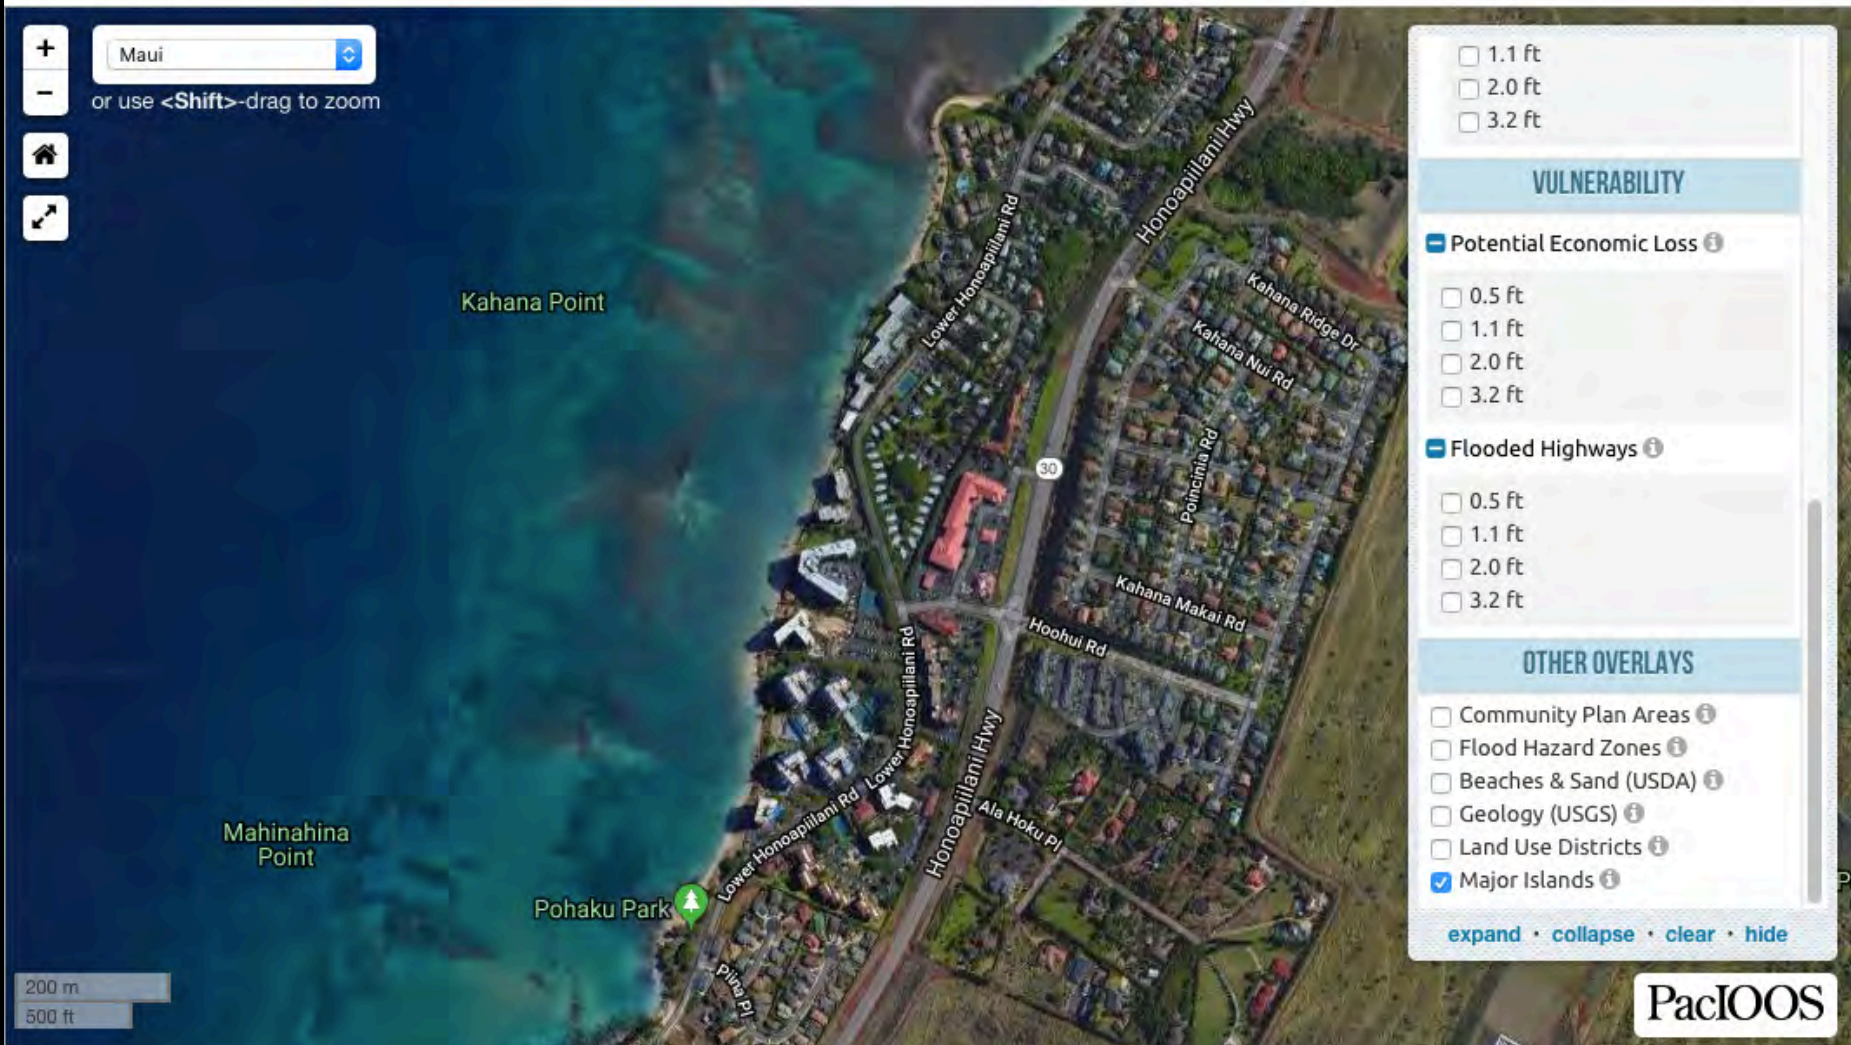 +
Maui
−
or use <Shift>-drag to zoom
Kahana Point
Mahinahina
Point
Pohaku Park
Lower Honoapiilani Rd
Honoapiilani Hwy
Kahana Ridge Dr
Kahana Nui Rd
30
Poincinia Rd
Kahana Makai Rd
Hoohui Rd
Lower Honoapiilani Rd
Honoapiilani Hwy
Lower Honoapiilani Rd
Ala Hoku Pl
Piina Pl
200 m
500 ft
1.1 ft
2.0 ft
3.2 ft
VULNERABILITY
Potential Economic Loss
0.5 ft
1.1 ft
2.0 ft
3.2 ft
Flooded Highways
0.5 ft
1.1 ft
2.0 ft
3.2 ft
OTHER OVERLAYS
Community Plan Areas
Flood Hazard Zones
Beaches & Sand (USDA)
Geology (USGS)
Land Use Districts
Major Islands
expand · collapse · clear · hide
P
PacIOOS